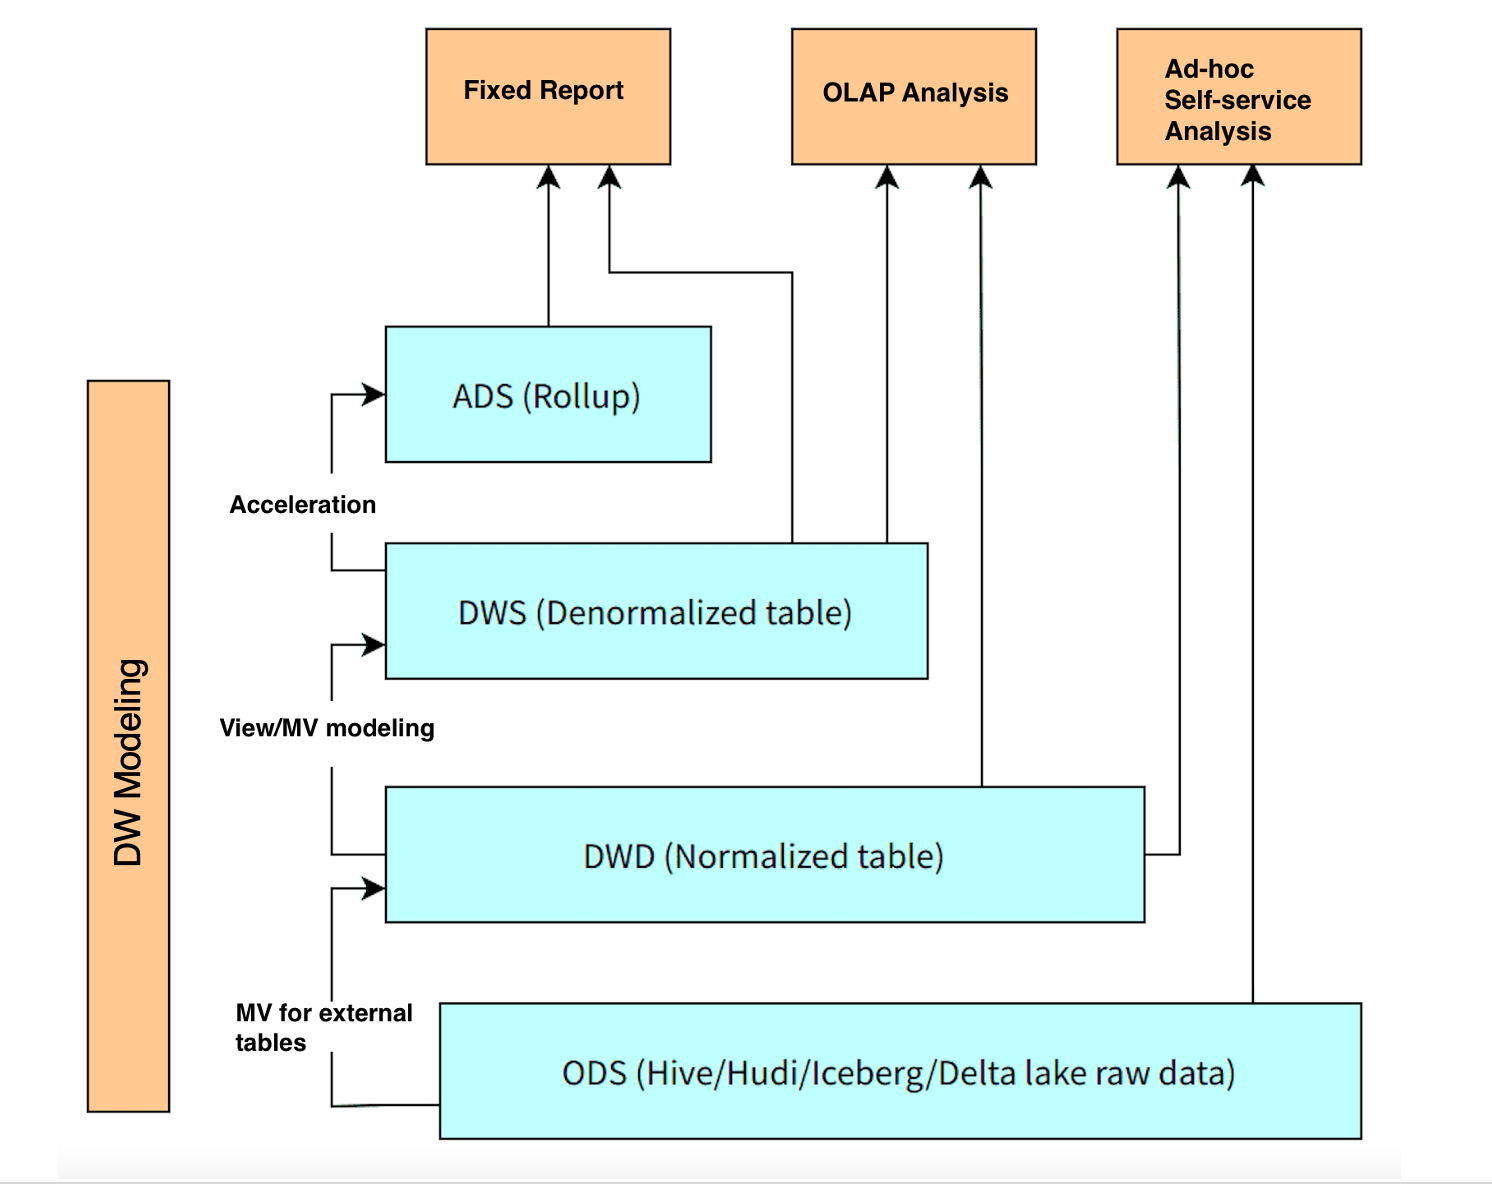 Fixed Report
OLAP Analysis
Ad-hoc
Self-service
Analysis
ADS (Rollup)
Acceleration
DWS (Denormalized table)
View/MV modeling
DW Modeling
DWD (Normalized table)
MV for external
tables
ODS (Hive/Hudi/Iceberg/Delta lake raw data)